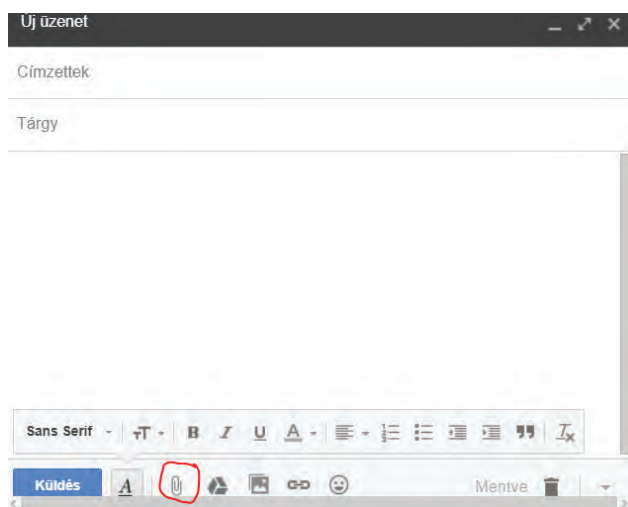 Új üzenet
Címzettek
Tárgy
Sans Serif
Küldés
Mentve